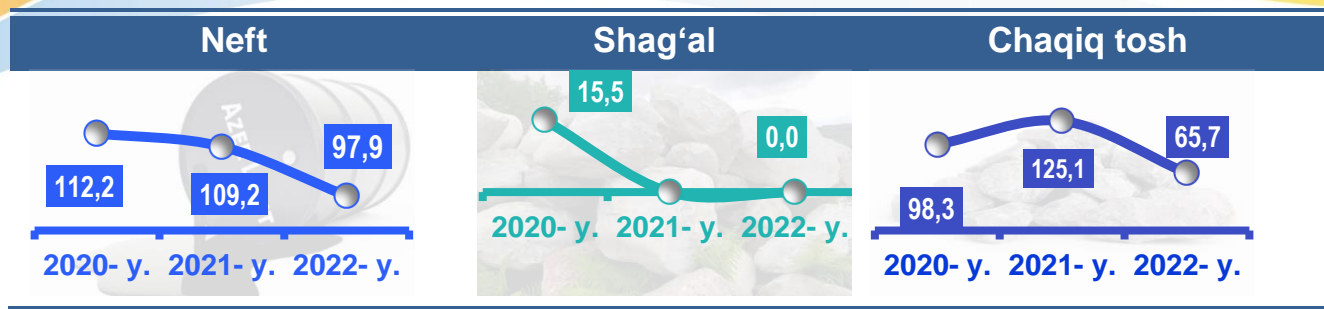 Neft
Shag‘al
Chaqiq tosh
112,2
109,2
97,9
2020- y. 2021- y. 2022- y.
15,5
0,0
2020- y. 2021- y. 2022- y.
98,3
125,1
65,7
2020- y. 2021- y. 2022- y.